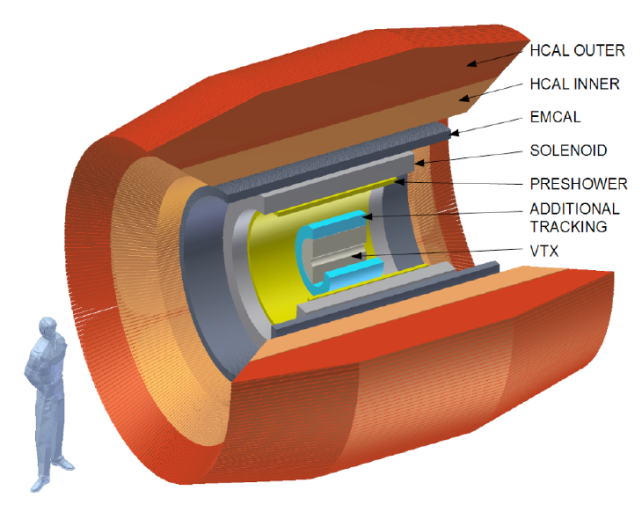 HCAL OUTER
HCAL INNER
EMCAL
SOLENOID
PRESHOWER
ADDITIONAL
TRACKING
VTX